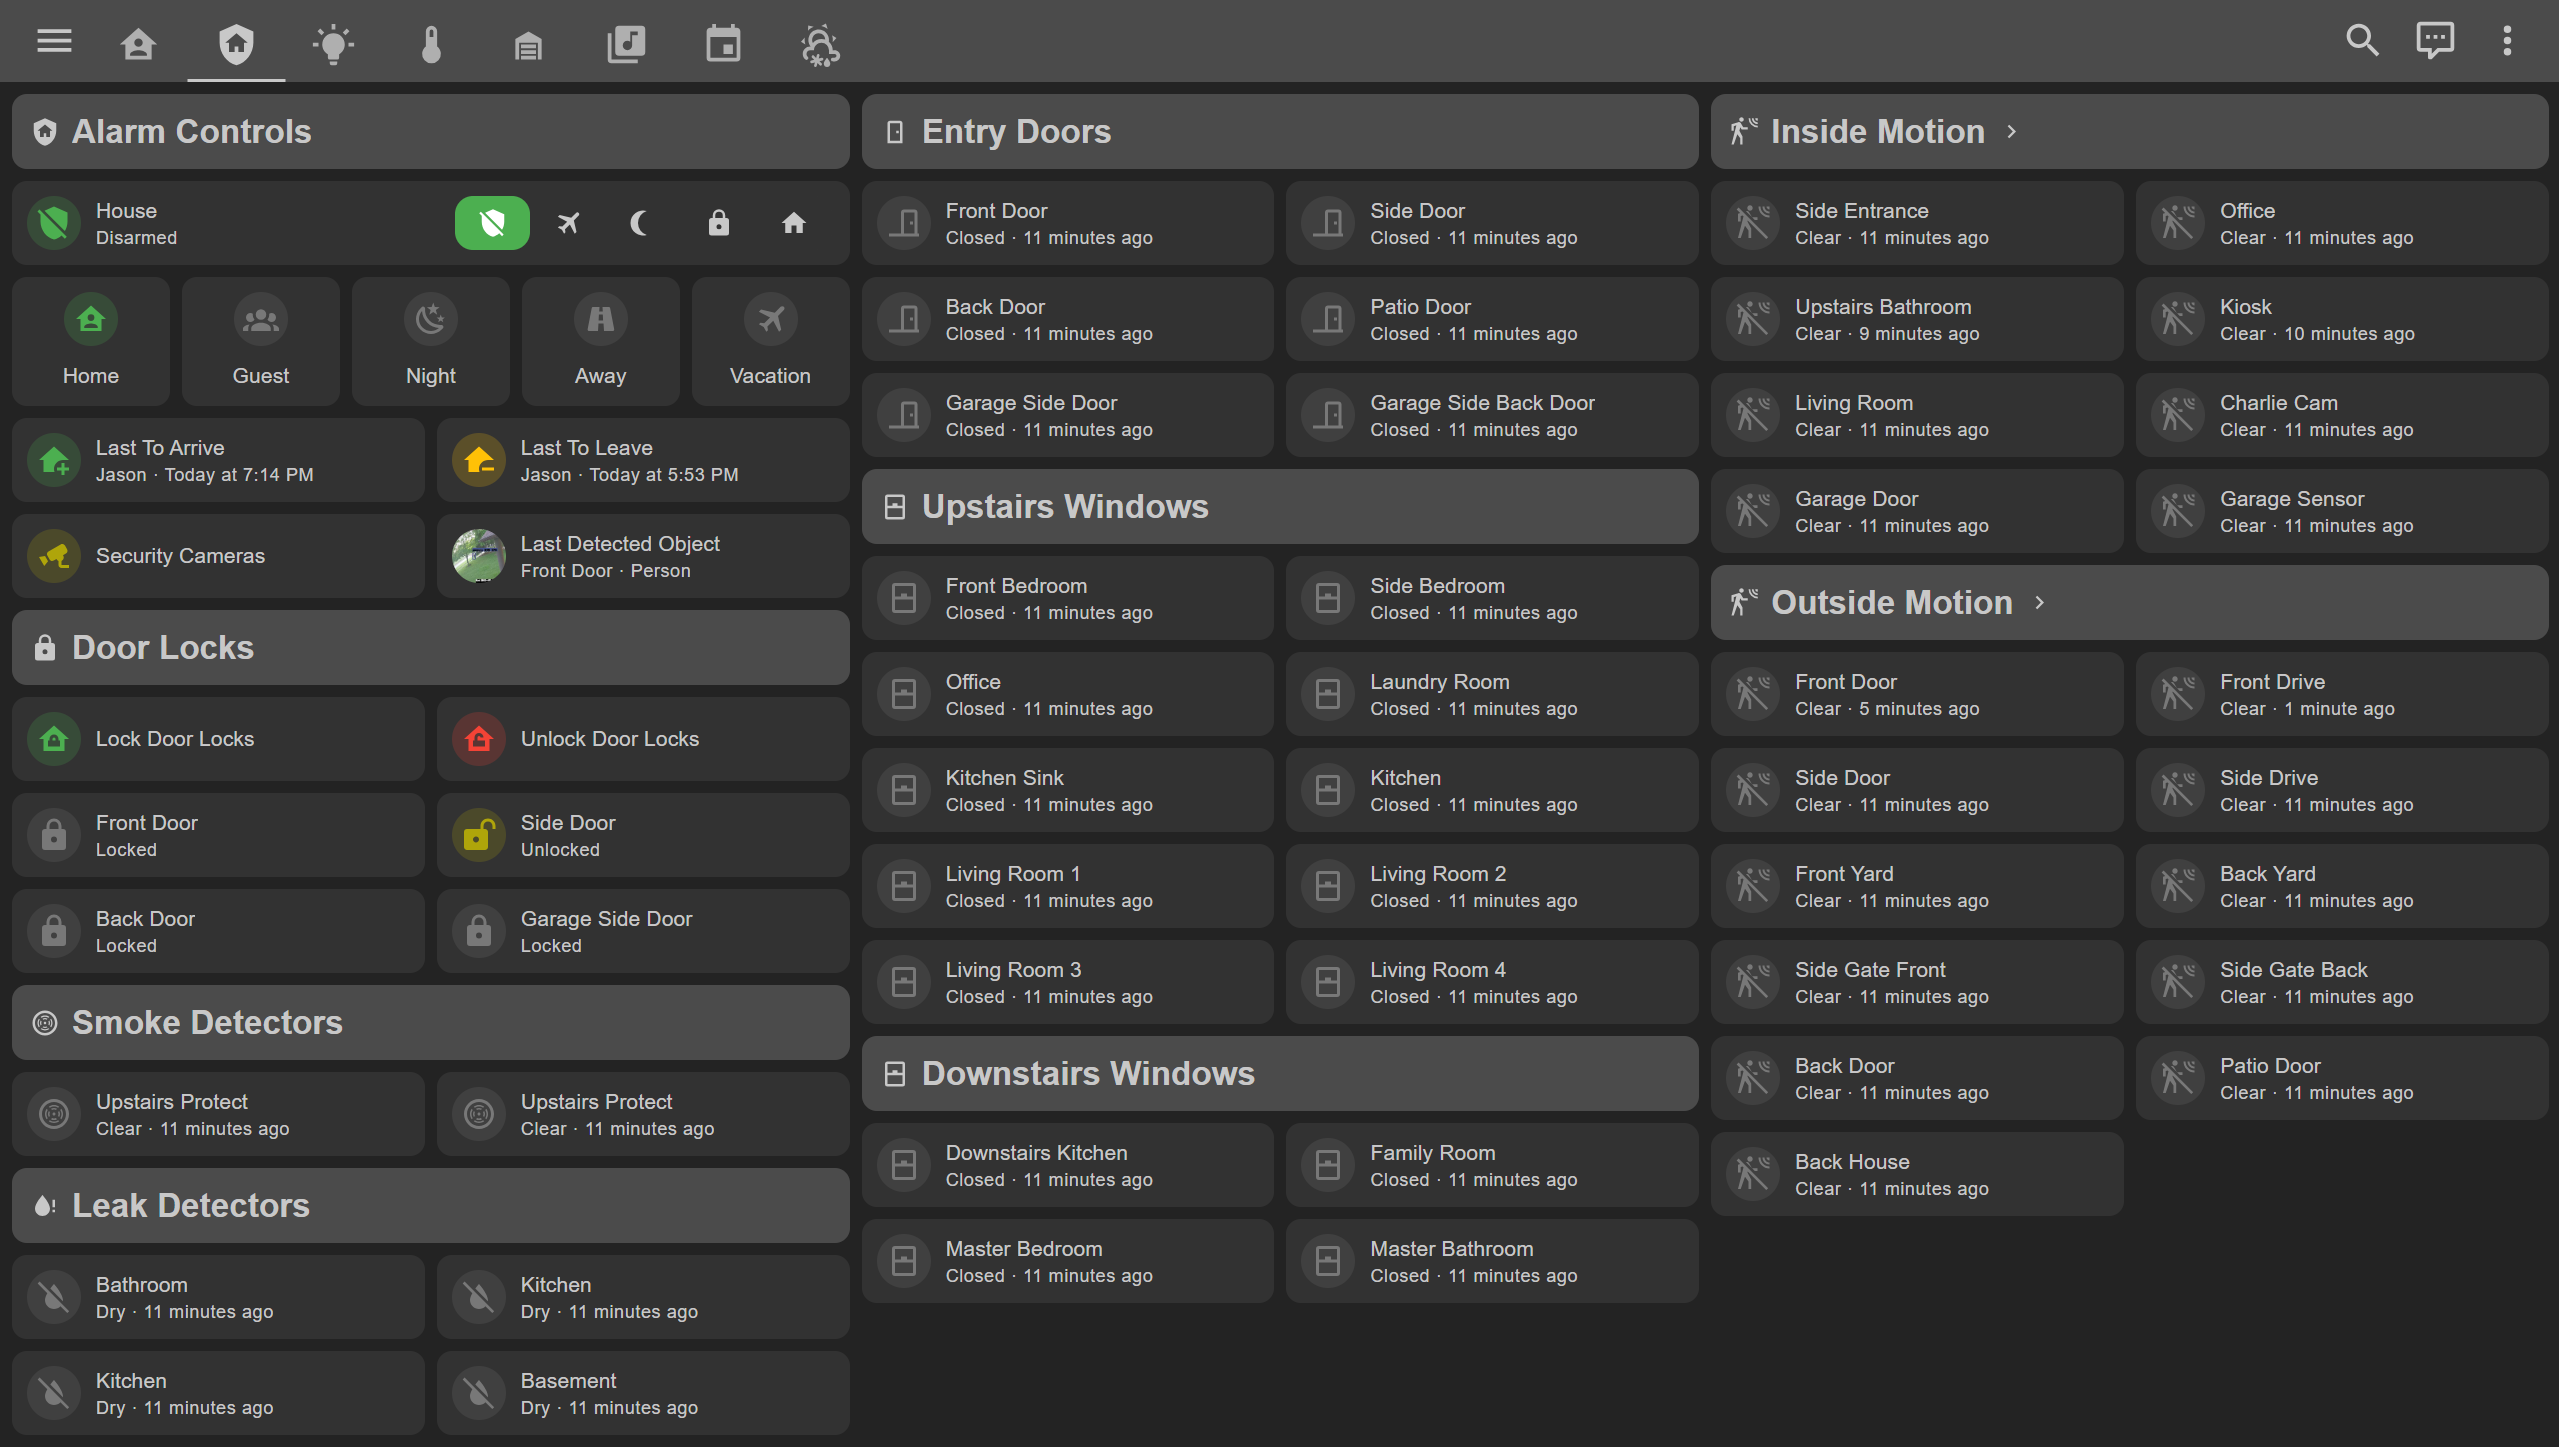 Alarm Controls
House
Disarmed
Home
Guest
Night
Away
Vacation
Last To Arrive
Jason · Today at 7:14 PM
Last To Leave
Jason · Today at 5:53 PM
Security Cameras
Last Detected Object
Front Door · Person
Door Locks
Lock Door Locks
Unlock Door Locks
Front Door
Locked
Side Door
Unlocked
Back Door
Locked
Garage Side Door
Locked
Smoke Detectors
Upstairs Protect
Clear · 11 minutes ago
Upstairs Protect
Clear · 11 minutes ago
Leak Detectors
Bathroom
Dry · 11 minutes ago
Kitchen
Dry · 11 minutes ago
Kitchen
Dry · 11 minutes ago
Basement
Dry · 11 minutes ago
Entry Doors
Front Door
Closed · 11 minutes ago
Side Door
Closed · 11 minutes ago
Back Door
Closed · 11 minutes ago
Patio Door
Closed · 11 minutes ago
Garage Side Door
Closed · 11 minutes ago
Garage Side Back Door
Closed · 11 minutes ago
Upstairs Windows
Front Bedroom
Closed · 11 minutes ago
Side Bedroom
Closed · 11 minutes ago
Office
Closed · 11 minutes ago
Laundry Room
Closed · 11 minutes ago
Kitchen Sink
Closed · 11 minutes ago
Kitchen
Closed · 11 minutes ago
Living Room 1
Closed · 11 minutes ago
Living Room 2
Closed · 11 minutes ago
Living Room 3
Closed · 11 minutes ago
Living Room 4
Closed · 11 minutes ago
Downstairs Windows
Downstairs Kitchen
Closed · 11 minutes ago
Family Room
Closed · 11 minutes ago
Master Bedroom
Closed · 11 minutes ago
Master Bathroom
Closed · 11 minutes ago
Inside Motion
Side Entrance
Clear · 11 minutes ago
Office
Clear · 11 minutes ago
Upstairs Bathroom
Clear · 9 minutes ago
Kiosk
Clear · 10 minutes ago
Living Room
Clear · 11 minutes ago
Charlie Cam
Clear · 11 minutes ago
Garage Door
Clear · 11 minutes ago
Garage Sensor
Clear · 11 minutes ago
Outside Motion
Front Door
Clear · 5 minutes ago
Front Drive
Clear · 1 minute ago
Side Door
Clear · 11 minutes ago
Side Drive
Clear · 11 minutes ago
Front Yard
Clear · 11 minutes ago
Back Yard
Clear · 11 minutes ago
Side Gate Front
Clear · 11 minutes ago
Side Gate Back
Clear · 11 minutes ago
Back Door
Clear · 11 minutes ago
Patio Door
Clear · 11 minutes ago
Back House
Clear · 11 minutes ago